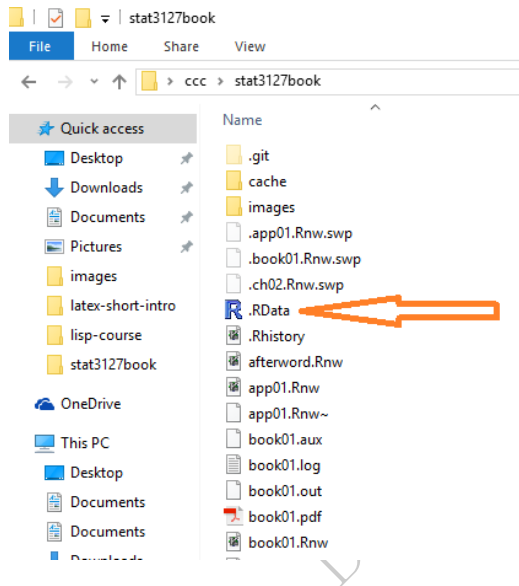 stat3127book
File Home Share View
ccc > stat3127book
Quick access
Desktop
Downloads
Documents
Pictures
images
latex-short-intro
lisp-course
stat3127book
OneDrive
This PC
Desktop
Documents
Documents
Downloads
Name
.git
cache
images
.app01.Rnw.swp
.book01.Rnw.swp
.ch02.Rnw.swp
.RData
.Rhistory
afterword.Rnw
app01.Rnw
app01.Rnw~
book01.aux
book01.log
book01.out
book01.pdf
book01.Rnw